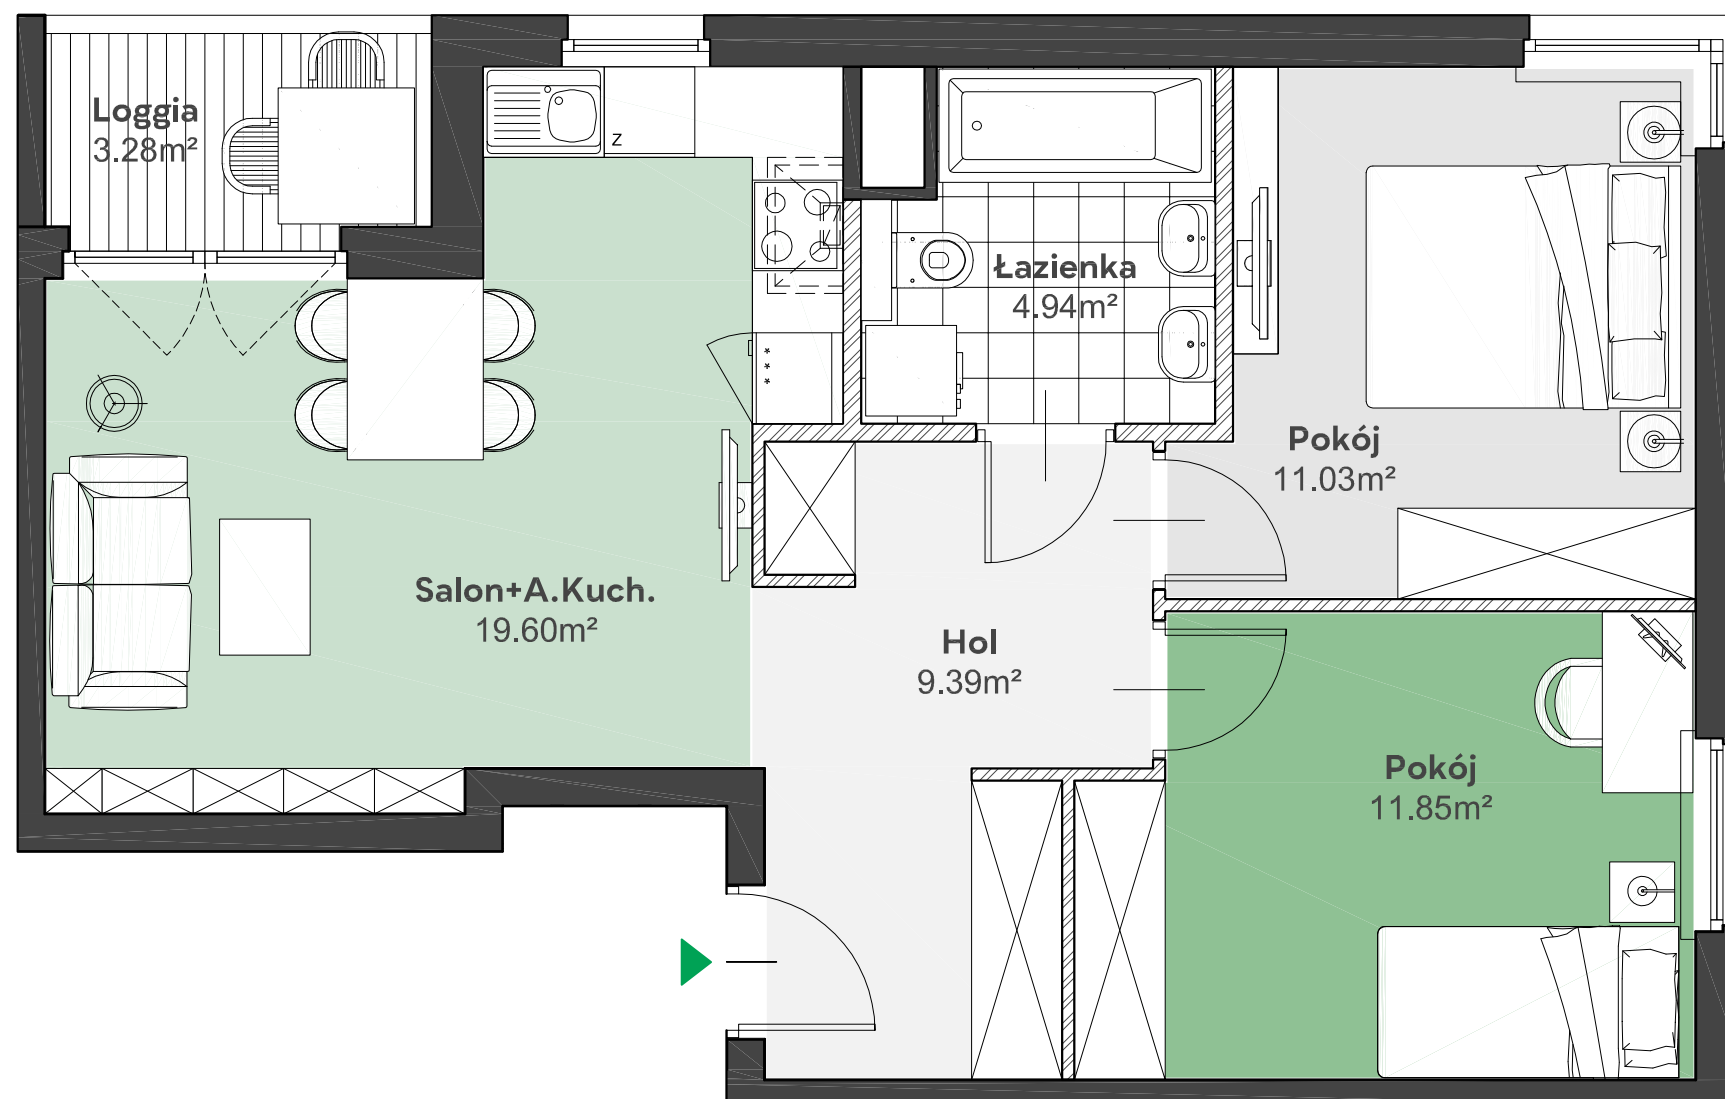 Loggia
3.28m²
z
Łazienka
4.94m²
* * *
Pokój
11.03m²
Salon+A.Kuch.
19.60m²
Hol
9.39m²
Pokój
11.85m²